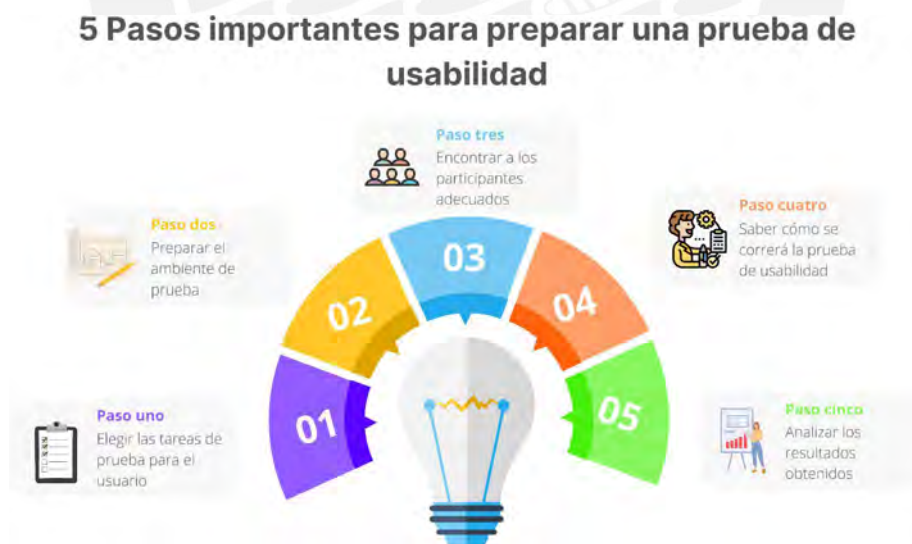 5 Pasos importantes para preparar una prueba de
usabilidad
Paso uno
Elegir las tareas de
prueba para el
usuario
01
Paso dos
Preparar el
ambiente de
prueba
02
Paso tres
Encontrar a los
participantes
adecuados
03
Paso cuatro
Saber cómo se
correrá la prueba
de usabilidad
04
Paso cinco
Analizar los
resultados
obtenidos
05